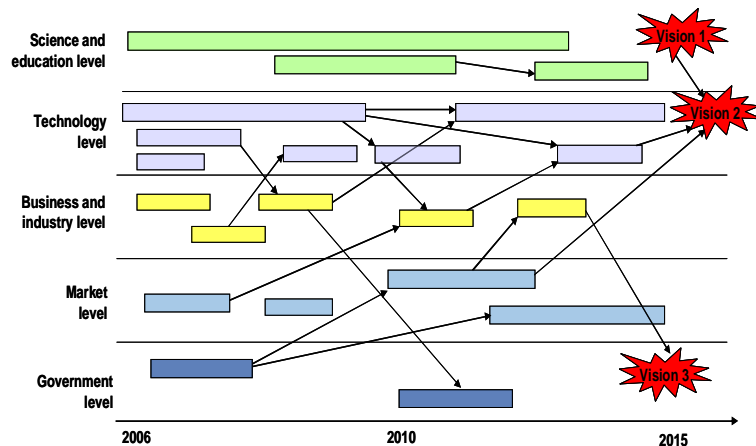 Science and
education level
Vision 1
Technology
level
Vision 2
Business and
industry level
Market
level
Government
level
Vision 3
2006
2010
2015